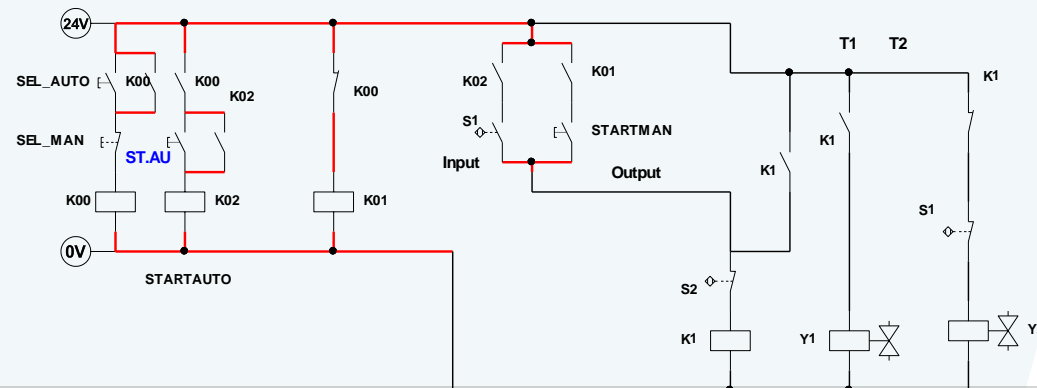 24V
T1 T2
SEL_AUTO K00 K00 K02 K00
K02 K01 K1
S1 STARTMAN
SEL_MAN ST.AU
Input Output
K1 K1
K00 K02 K01
S1
0V
STARTAUTO
S2
K1 Y1 Y